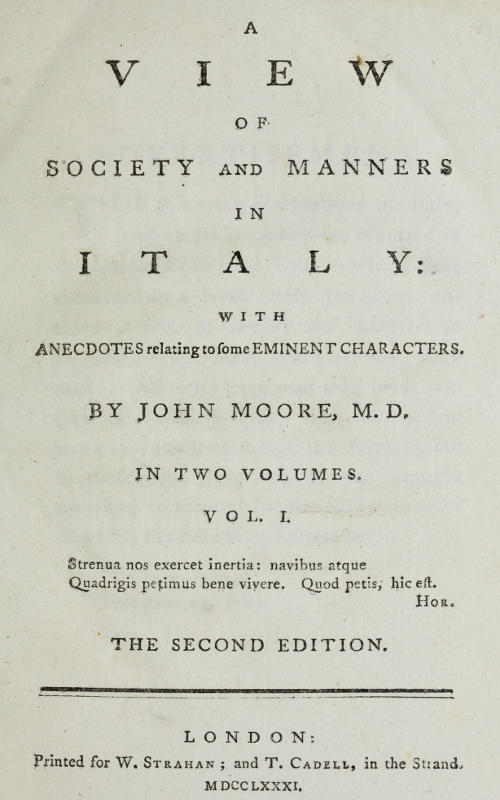 A
VIEW
OF
SOCIETY AND MANNERS
IN
ITALY:
WITH
ANECDOTES relating to ſome EMINENT CHARACTERS.
BY JOHN MOORE, M.D.
IN TWO VOLUMES.
VOL. I.
Strenua nos exercet inertia: navibus atque
Quadrigis petimus bene vivere. Quod petis, hic eſt.
HOR.
THE SECOND EDITION.
LONDON:
Printed for W. STRAHAN; and T. CADELL, in the Strand.
MDCCLXXXI.